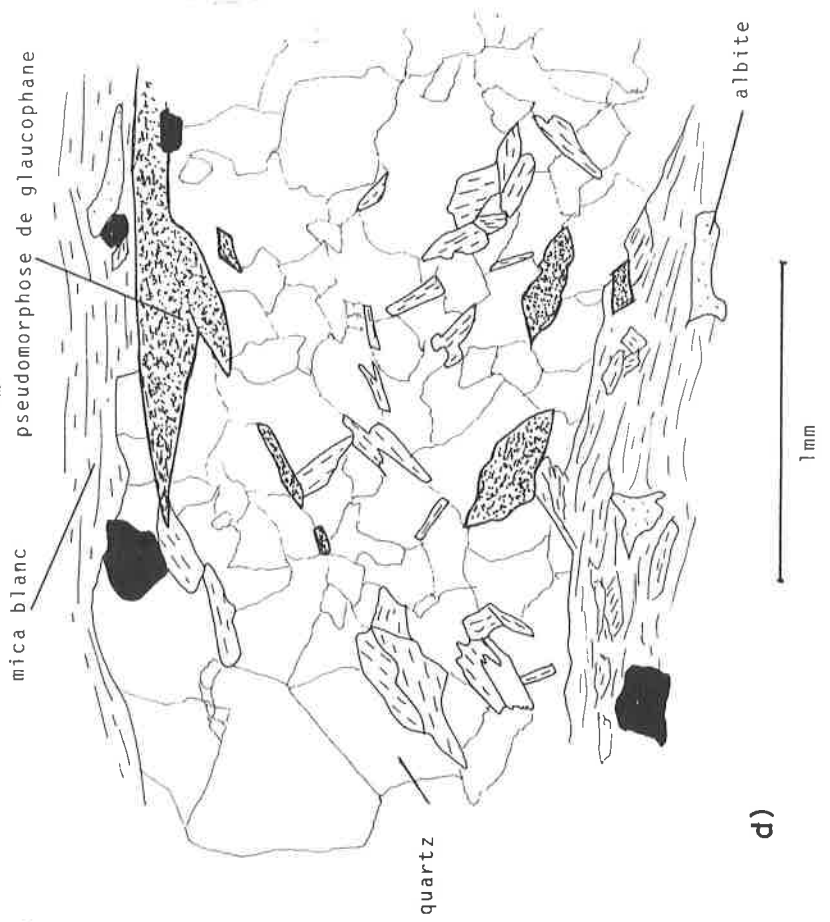 mica blanc
pseudomorphose de glaucophane
quartz
albite
1mm
d)